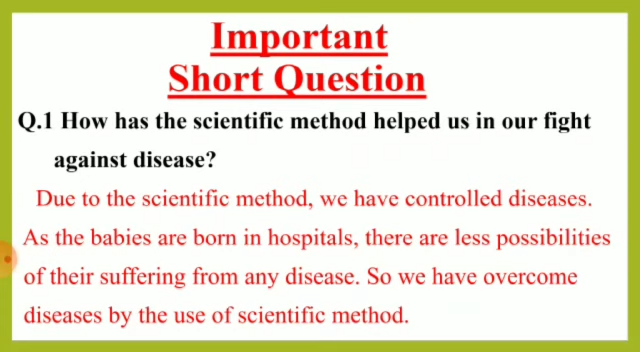 Important
Short Question
Q.1 How has the scientific method helped us in our fight
against disease?
Due to the scientific method, we have controlled diseases.
As the babies are born in hospitals, there are less possibilities
of their suffering from any disease. So we have overcome
diseases by the use of scientific method.